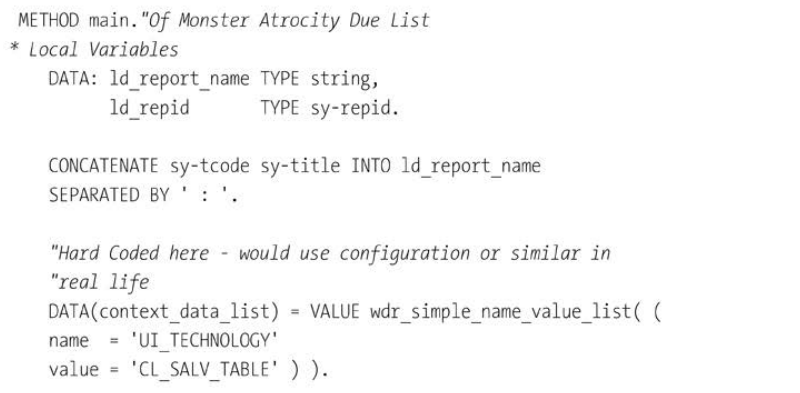 METHOD main."Of Monster Atrocity Due List
* Local Variables
DATA: ld_report_name TYPE string,
ld_repid TYPE sy-repid.
CONCATENATE sy-tcode sy-title INTO ld_report_name
SEPARATED BY ' : '.
"Hard Coded here - would use configuration or similar in
"real life
DATA(context_data_list) = VALUE wdr_simple_name_value_list( (
name = 'UI_TECHNOLOGY'
value = 'CL_SALV_TABLE' ) ).